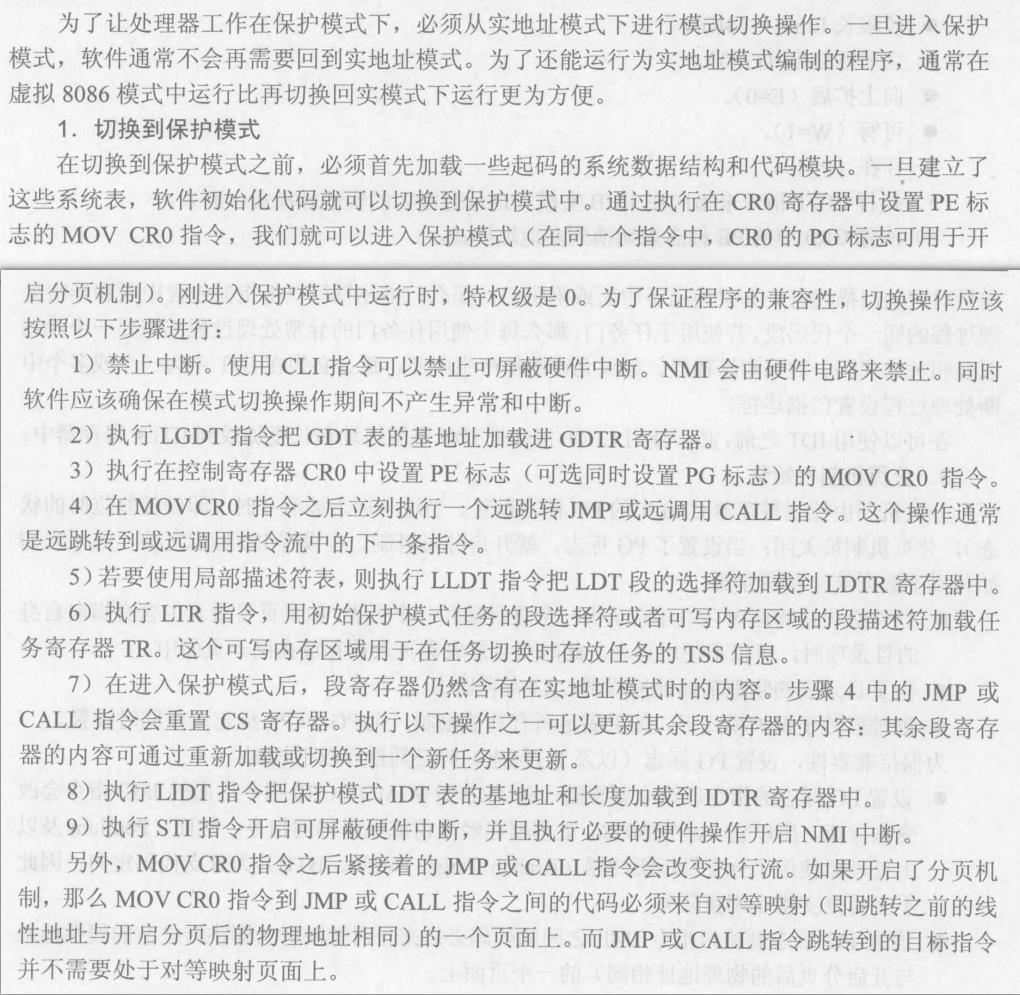 为了让处理器工作在保护模式下，必须从实地址模式下进行模式切换操作。一旦进入保护
模式，软件通常不会再需要回到实地址模式。为了还能运行为实地址模式编制的程序，通常在
虚拟 8086 模式中运行比再切换回实模式下运行更为方便。
1．切换到保护模式
在切换到保护模式之前，必须首先加载一些起码的系统数据结构和代码模块。一旦建立了
这些系统表，软件初始化代码就可以切换到保护模式中。通过执行在 CR0 寄存器中设置 PE 标
志的 MOV CR0 指令，我们就可以进入保护模式（在同一个指令中，CR0 的 PG 标志可用于开
启分页机制）。刚进入保护模式中运行时，特权级是 0。为了保证程序的兼容性，切换操作应该
按照以下步骤进行：
1）禁止中断。使用 CLI 指令可以禁止可屏蔽硬件中断。NMI 会由硬件电路来禁止。同时
软件应该确保在模式切换操作期间不产生异常和中断。
2）执行 LGDT 指令把 GDT 表的基地址加载进 GDTR 寄存器。
3）执行在控制寄存器 CR0 中设置 PE 标志（可选同时设置 PG 标志）的 MOV CR0 指令。
4）在 MOV CR0 指令之后立刻执行一个远跳转 JMP 或远调用 CALL 指令。这个操作通常
是远跳转到或远调用指令流中的下一条指令。
5）若要使用局部描述符表，则执行 LLDT 指令把 LDT 段的选择符加载到 LDTR 寄存器中。
6）执行 LTR 指令，用初始保护模式任务的段选择符或者可写内存区域的段描述符加载任
务寄存器 TR。这个可写内存区域用于在任务切换时存放任务的 TSS 信息。
7）在进入保护模式后，段寄存器仍然含有在实地址模式时的内容。步骤 4 中的 JMP 或
CALL 指令会重置 CS 寄存器。执行以下操作之一可以更新其余段寄存器的内容：其余段寄存
器的内容可通过重新加载或切换到一个新任务来更新。
8）执行 LIDT 指令把保护模式 IDT 表的基地址和长度加载到 IDTR 寄存器中。
9）执行 STI 指令开启可屏蔽硬件中断，并且执行必要的硬件操作开启 NMI 中断。
另外，MOV CR0 指令之后紧接着的 JMP 或 CALL 指令会改变执行流。如果开启了分页机
制，那么 MOV CR0 指令到 JMP 或 CALL 指令之间的代码必须来自对等映射（即跳转之前的线
性地址与开启分页后的物理地址相同）的一个页面上。而 JMP 或 CALL 指令跳转到的目标指令
并不需要处于对等映射页面上。